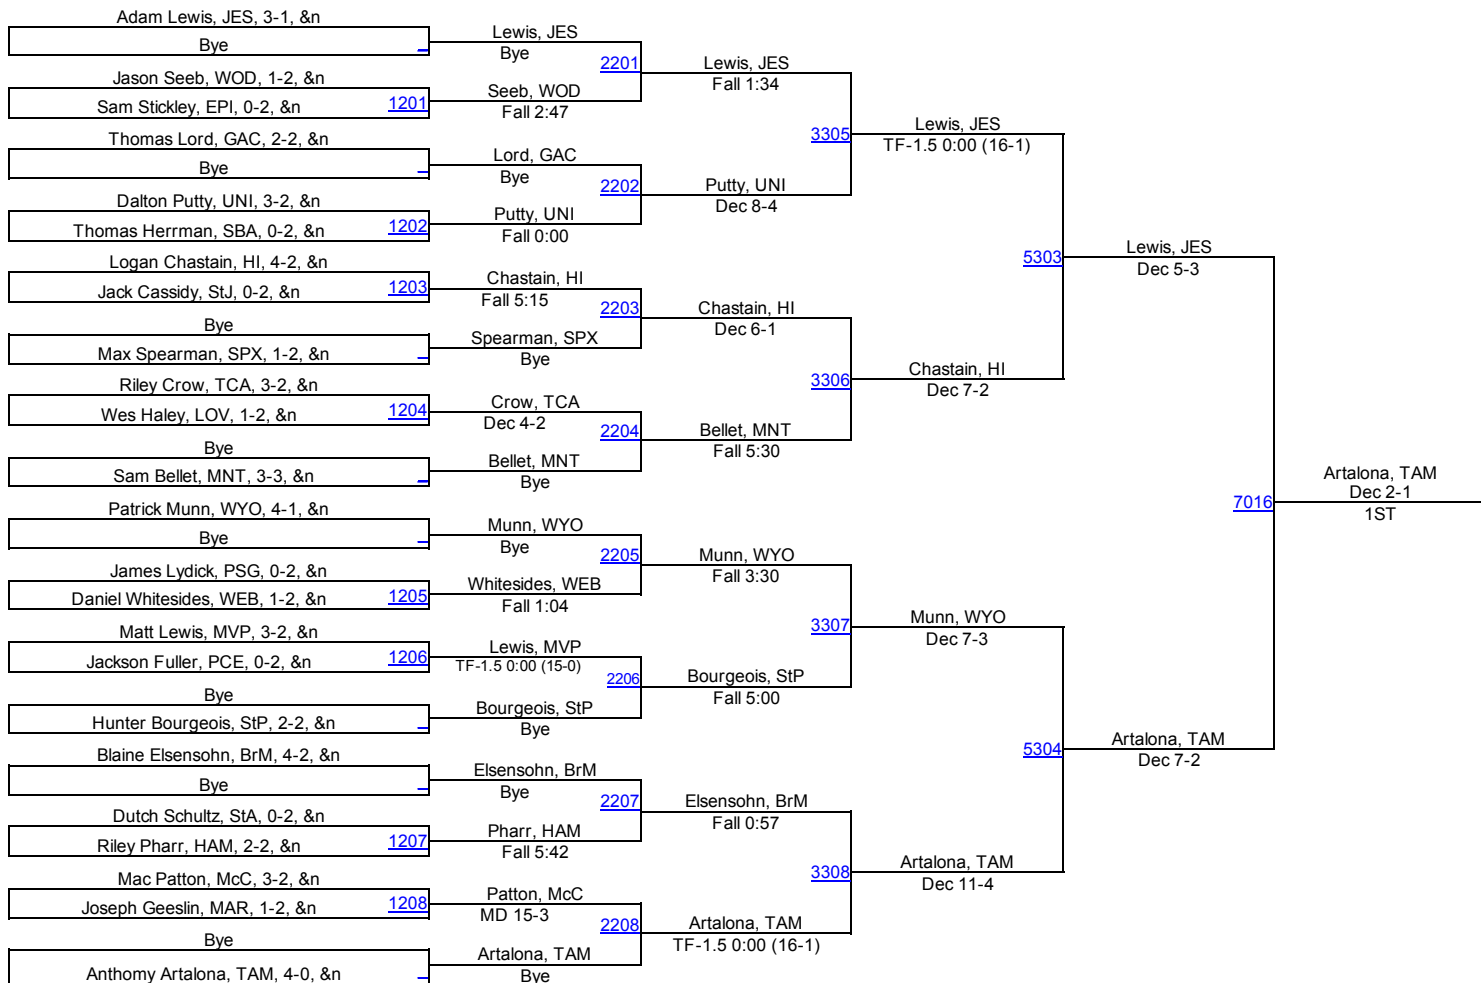 Adam Lewis, JES, 3-1, &n
Bye
Jason Seeb, WOD, 1-2, &n
Sam Stickley, EPI, 0-2, &n
1201
Thomas Lord, GAC, 2-2, &n
Bye
Dalton Putty, UNI, 3-2, &n
Thomas Herrman, SBA, 0-2, &n
1202
Logan Chastain, HI, 4-2, &n
Jack Cassidy, StJ, 0-2, &n
1203
Bye
Max Spearman, SPX, 1-2, &n
Riley Crow, TCA, 3-2, &n
Wes Haley, LOV, 1-2, &n
1204
Bye
Sam Bellet, MNT, 3-3, &n
Patrick Munn, WYO, 4-1, &n
Bye
James Lydick, PSG, 0-2, &n
Daniel Whitesides, WEB, 1-2, &n
1205
Matt Lewis, MVP, 3-2, &n
Jackson Fuller, PCE, 0-2, &n
1206
Bye
Hunter Bourgeois, StP, 2-2, &n
Blaine Elsensohn, BrM, 4-2, &n
Bye
Dutch Schultz, StA, 0-2, &n
Riley Pharr, HAM, 2-2, &n
1207
Mac Patton, McC, 3-2, &n
Joseph Geeslin, MAR, 1-2, &n
1208
Bye
Anthomy Artalona, TAM, 4-0, &n
Lewis, JES
Bye
2201
Seeb, WOD
Fall 2:47
Lord, GAC
Bye
2202
Putty, UNI
Fall 0:00
Chastain, HI
Fall 5:15
2203
Spearman, SPX
Bye
Crow, TCA
Dec 4-2
2204
Bellet, MNT
Bye
Munn, WYO
Bye
2205
Whitesides, WEB
Fall 1:04
Lewis, MVP
TF-1.5 0:00 (15-0)
2206
Bourgeois, StP
Bye
Elsensohn, BrM
Bye
2207
Pharr, HAM
Fall 5:42
Patton, McC
MD 15-3
2208
Artalona, TAM
Bye
Lewis, JES
Fall 1:34
3305
Putty, UNI
Dec 8-4
Chastain, HI
Dec 6-1
3306
Bellet, MNT
Fall 5:30
Munn, WYO
Fall 3:30
3307
Bourgeois, StP
Fall 5:00
Elsensohn, BrM
Fall 0:57
3308
Artalona, TAM
TF-1.5 0:00 (16-1)
Lewis, JES
TF-1.5 0:00 (16-1)
5303
Chastain, HI
Dec 7-2
Munn, WYO
Dec 7-3
5304
Artalona, TAM
Dec 11-4
Lewis, JES
Dec 5-3
7016
Artalona, TAM
Dec 7-2
Artalona, TAM
Dec 2-1
1ST